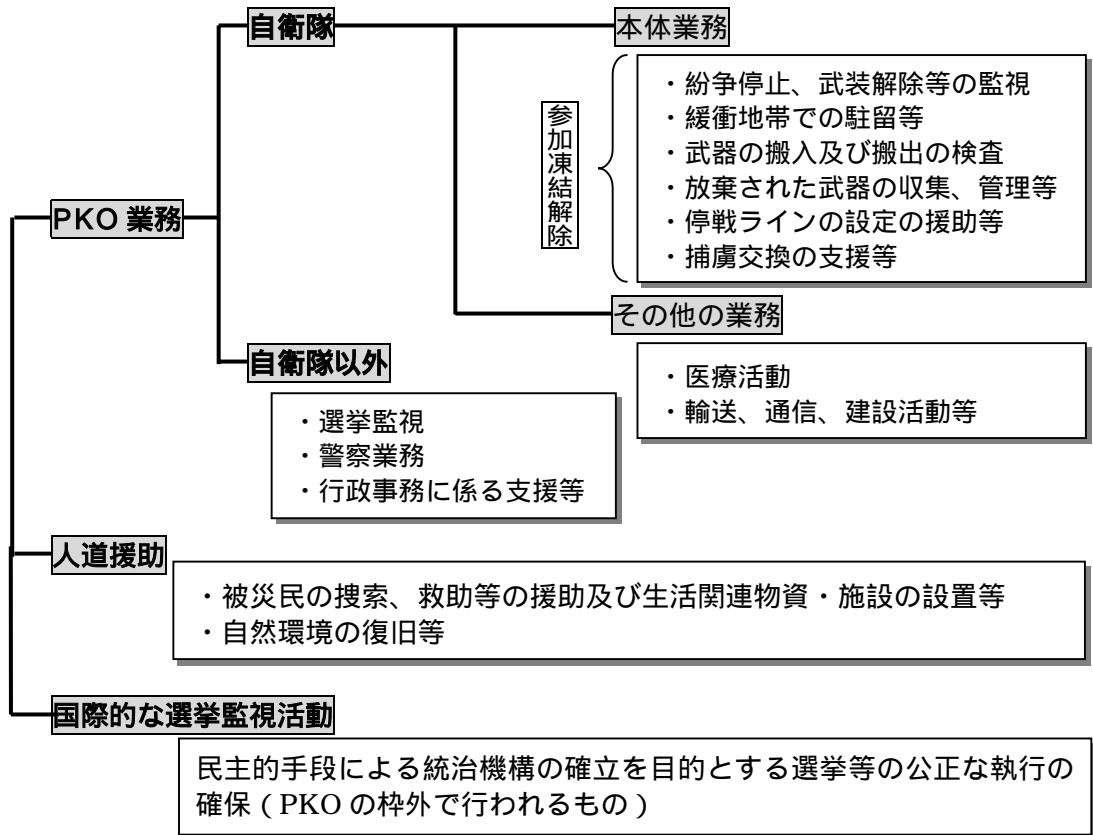 自衛隊
本体業務
参加凍結解除
・紛争停止、武装解除等の監視
・緩衝地帯での駐留等
・武器の搬入及び搬出の検査
・放棄された武器の収集、管理等
・停戦ラインの設定の援助等
・捕虜交換の支援等
PKO 業務
その他の業務
・医療活動
・輸送、通信、建設活動等
自衛隊以外
・選挙監視
・警察業務
・行政事務に係る支援等
人道援助
・被災民の捜索、救助等の援助及び生活関連物資・施設の設置等
・自然環境の復旧等
国際的な選挙監視活動
民主的手段による統治機構の確立を目的とする選挙等の公正な執行の
確保（PKO の枠外で行われるもの）